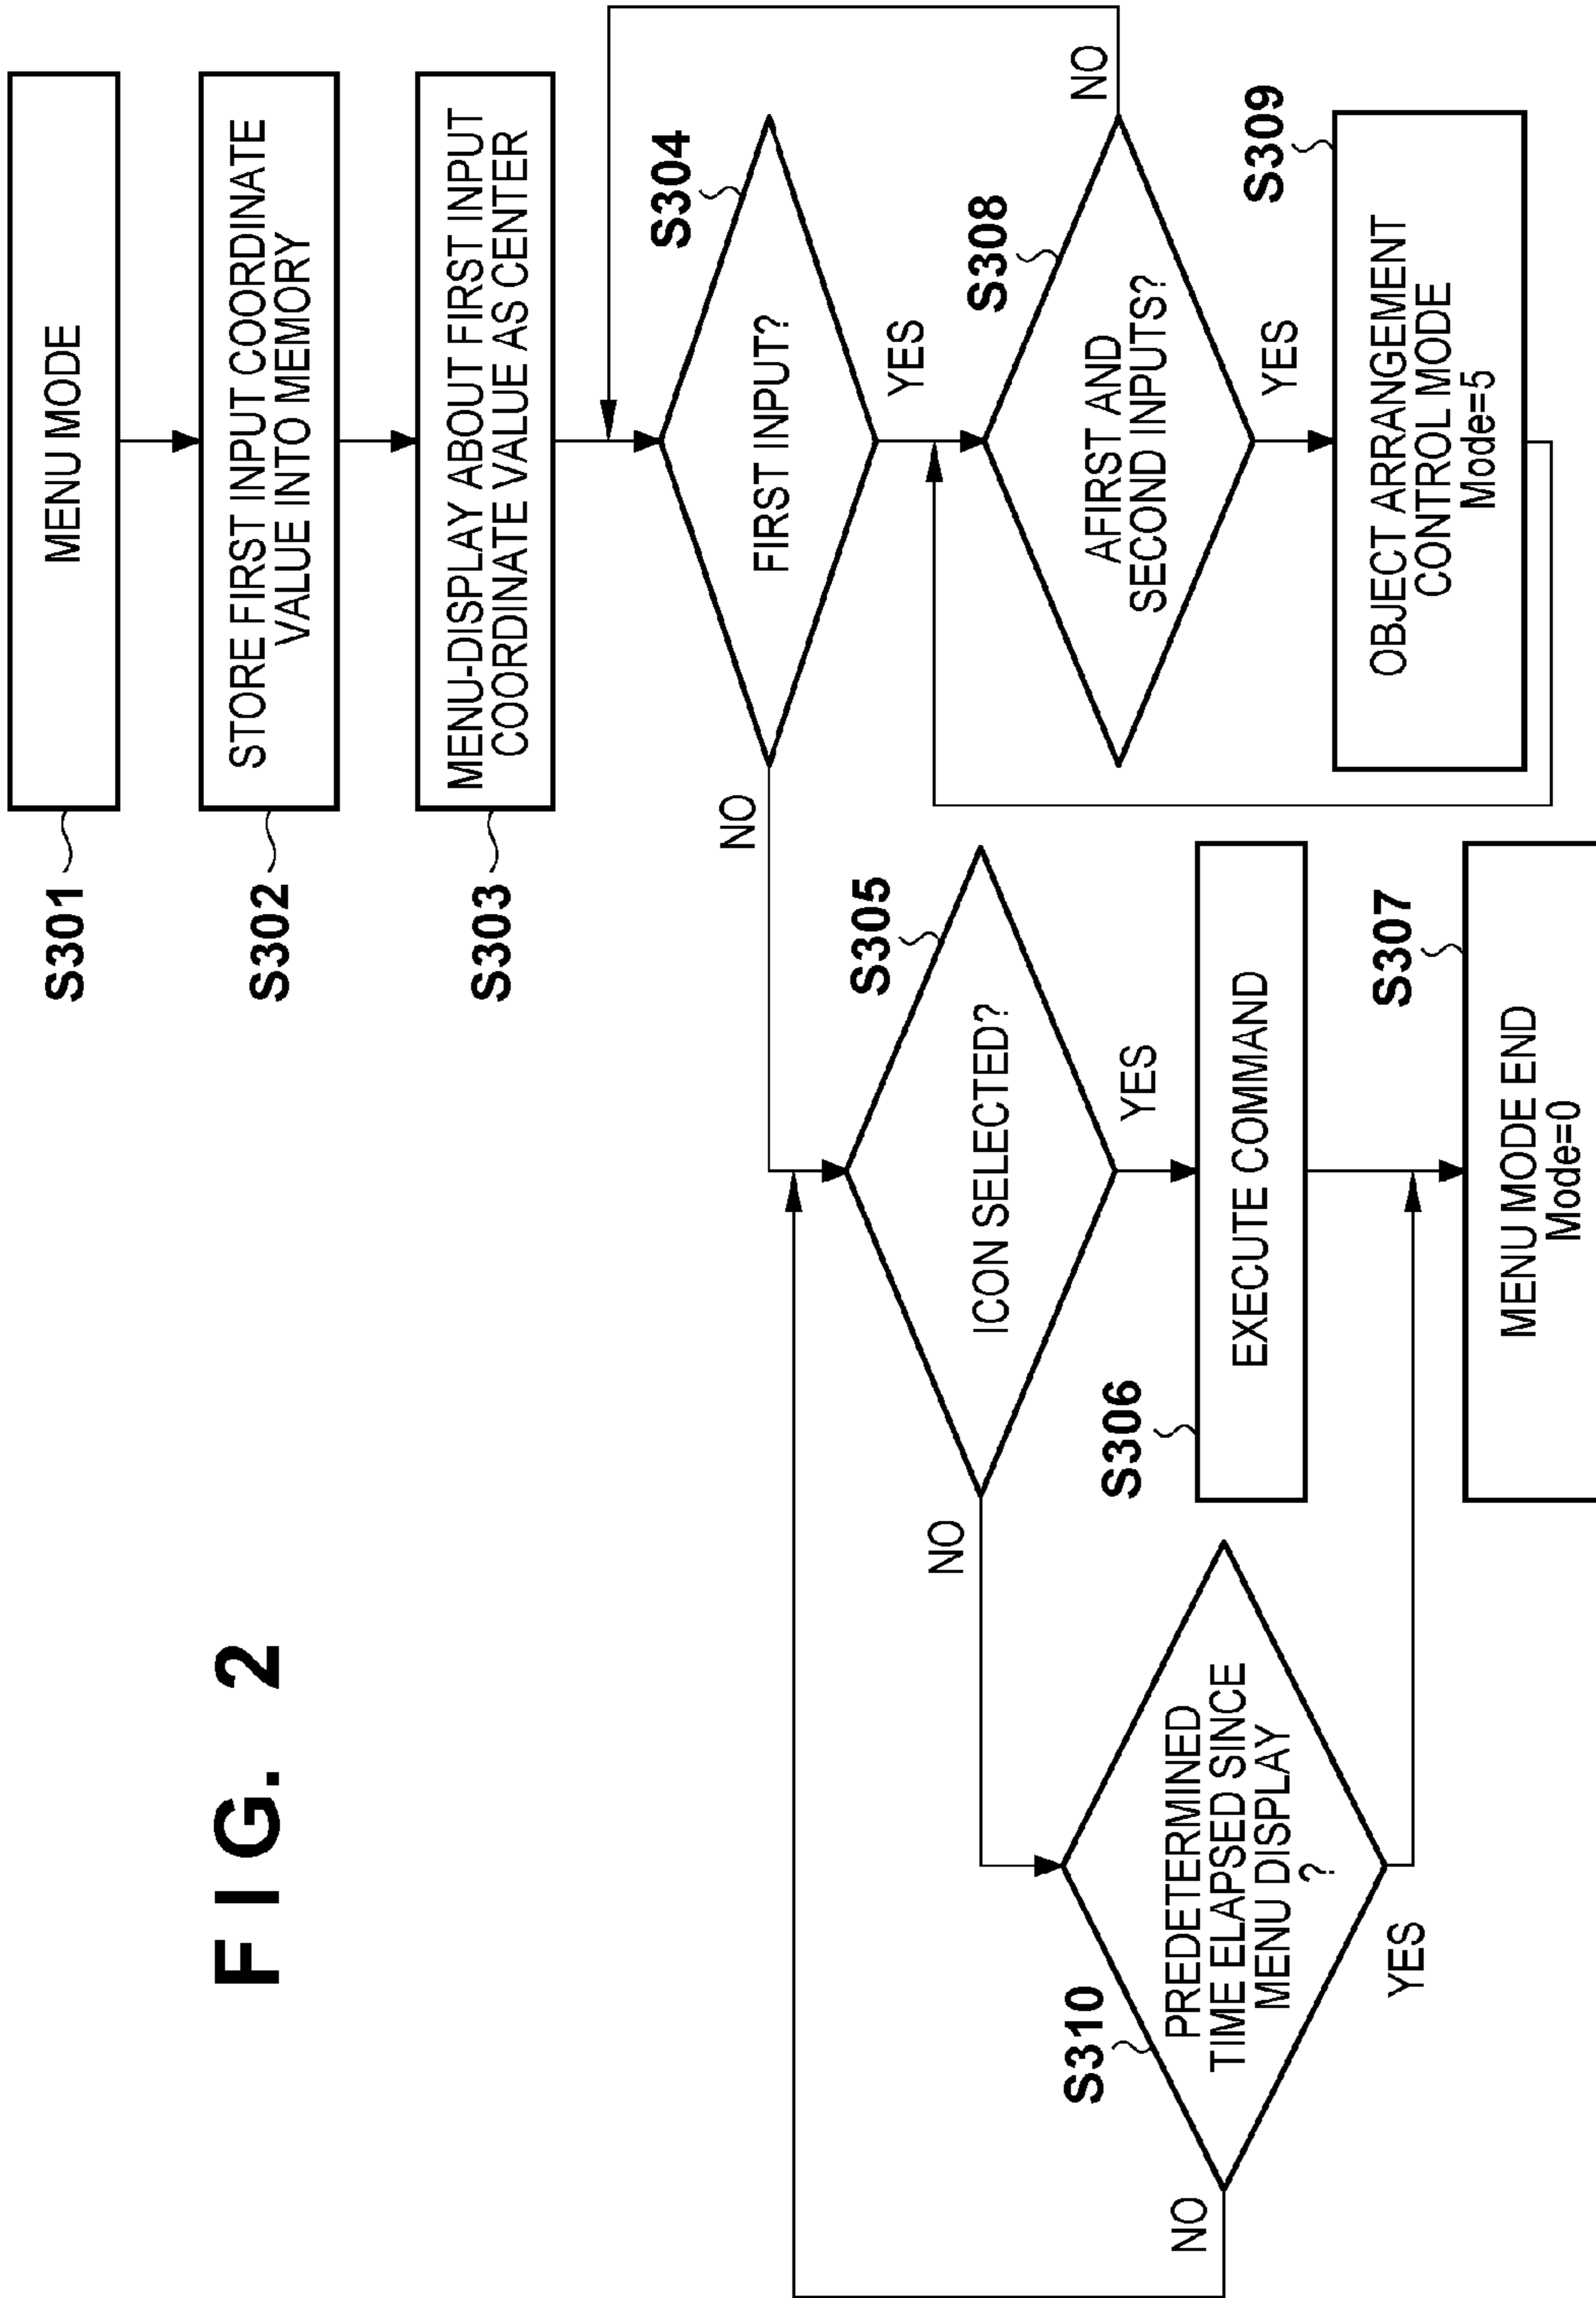 FIG. 2
S301
MENU MODE
S302
STORE FIRST INPUT COORDINATE
VALUE INTO MEMORY
S303
MENU-DISPLAY ABOUT FIRST INPUT
COORDINATE VALUE AS CENTER
S304
FIRST INPUT?
NO
YES
S305
ICON SELECTED?
NO
YES
S308
AFIRST AND
SECOND INPUTS?
NO
YES
S310
PREDETERMINED
TIME ELAPSED SINCE
MENU DISPLAY
?
NO
YES
S306
EXECUTE COMMAND
S309
OBJECT ARRANGEMENT
CONTROL MODE
Mode=5
S307
MENU MODE END
Mode=0